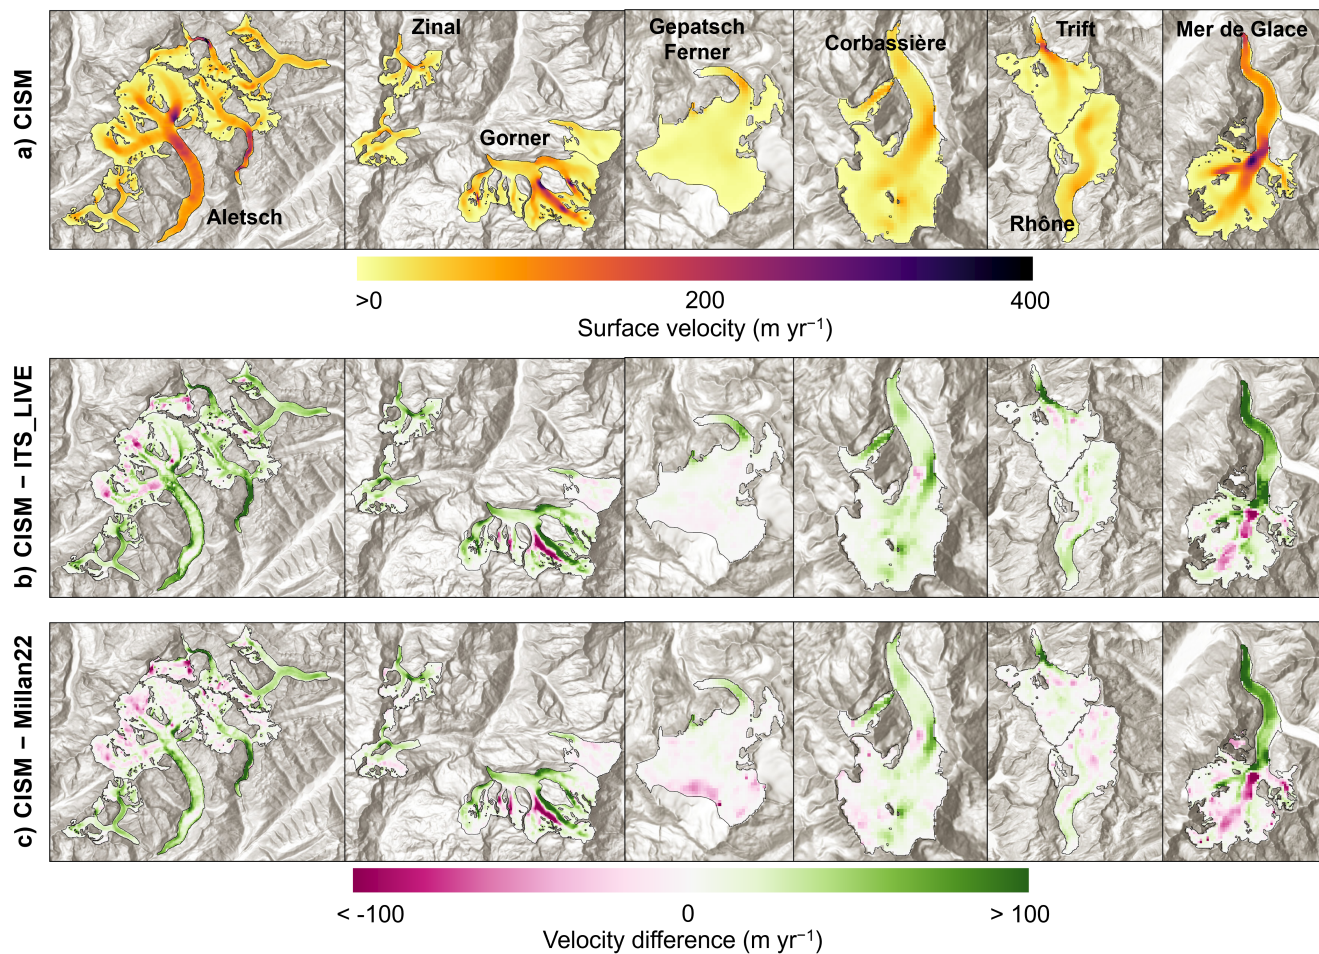 a) CISM
Zinal
Gepatsch
Ferner
Corbassière
Trift
Mer de Glace
Gorner
Aletsch
Rhône
>0
200
400
Surface velocity (m yr⁻¹)
b) CISM – ITS_LIVE
c) CISM – Millan22
< -100
0
> 100
Velocity difference (m yr⁻¹)